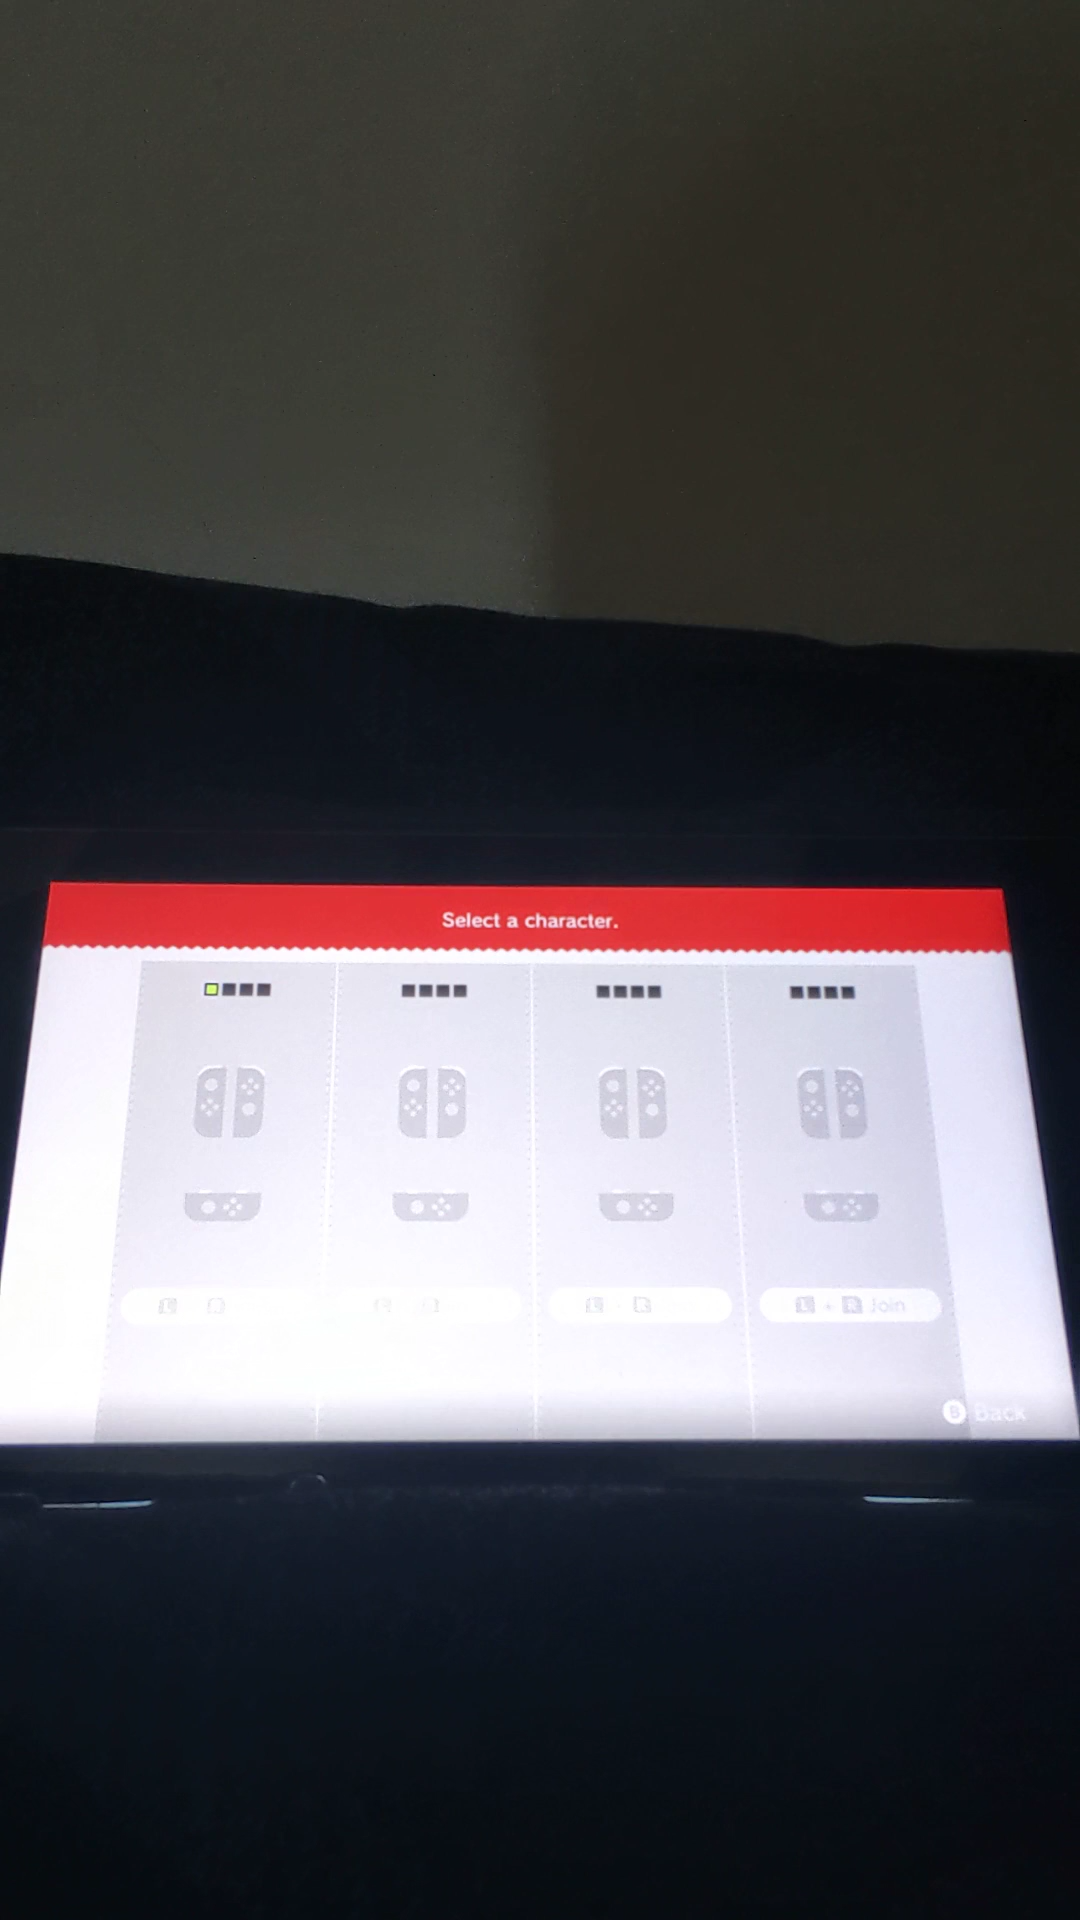 Select a character.
L R
L R
L + R
L + R Join
B Back